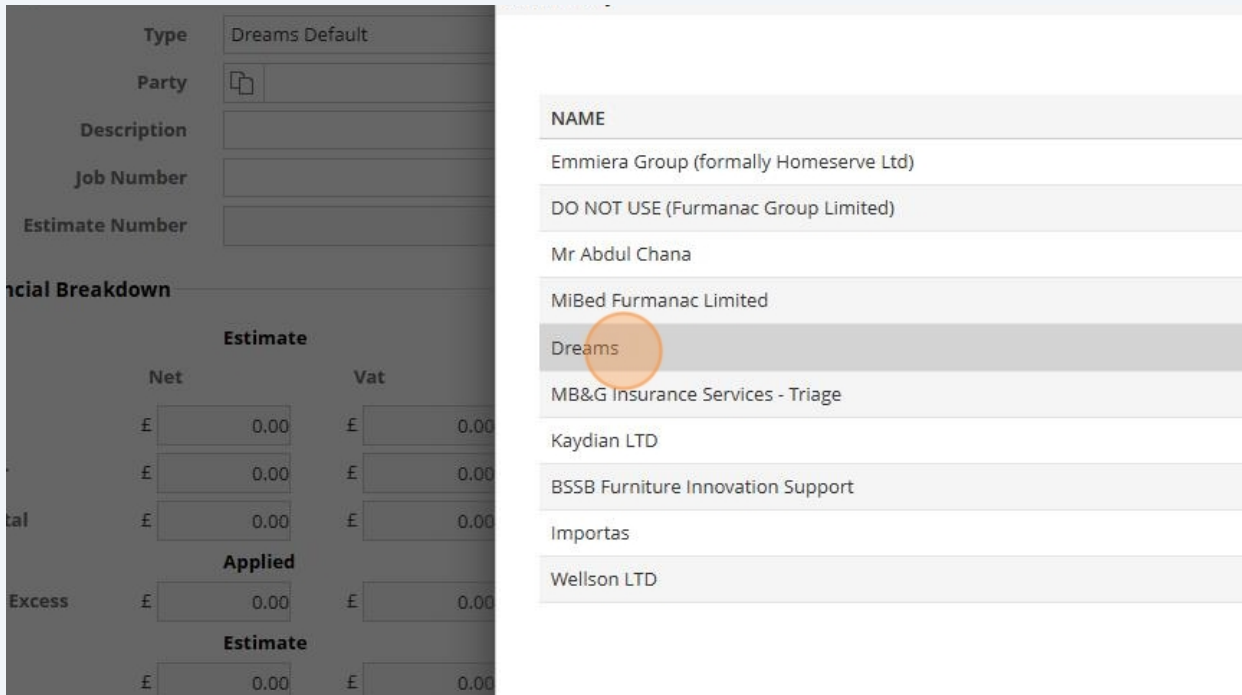 Type Dreams Default
Party
Description
Job Number
Estimate Number
ncial Breakdown
Estimate
Net Vat
£ 0.00 £ 0.00
£ 0.00 £ 0.00
tal £ 0.00 £ 0.00
Applied
Excess £ 0.00 £ 0.00
Estimate
£ 0.00 £ 0.00
NAME
Emmiera Group (formally Homeserve Ltd)
DO NOT USE (Furmanac Group Limited)
Mr Abdul Chana
MiBed Furmanac Limited
Dreams
MB&G Insurance Services - Triage
Kaydian LTD
BSSB Furniture Innovation Support
Importas
Wellson LTD